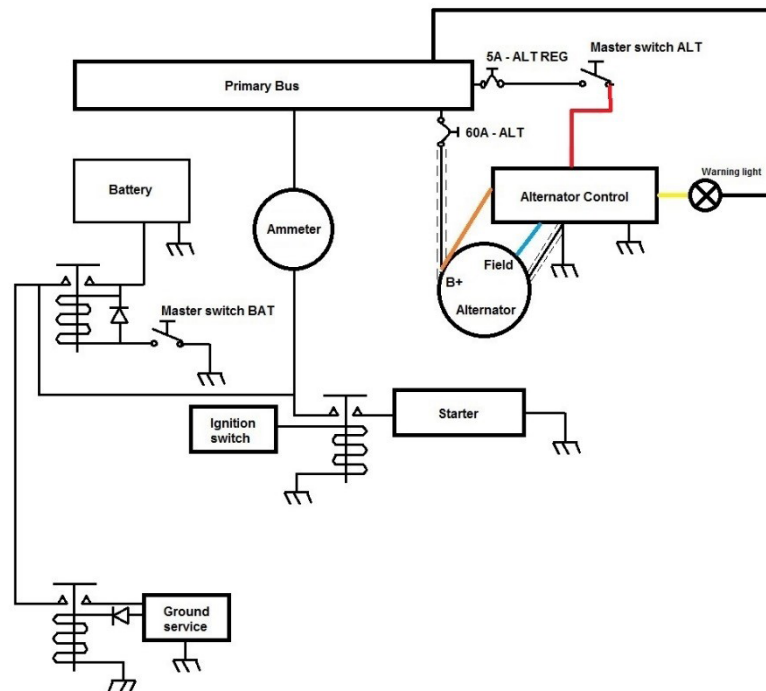 5A - ALT REG
Master switch ALT
Primary Bus
60A - ALT
Battery
Ammeter
Alternator Control
Warning light
B+
Field
Alternator
Master switch BAT
Ignition
switch
Starter
Ground
service